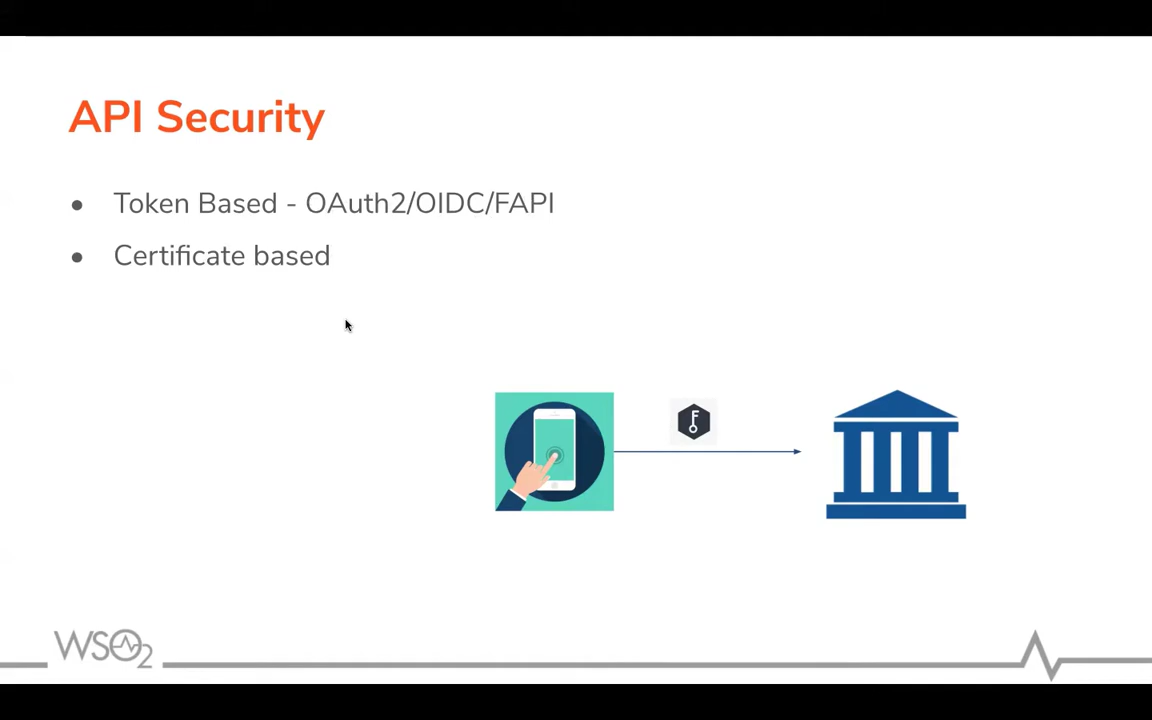 API Security
● Token Based - OAuth2/OIDC/FAPI
● Certificate based
WSO2